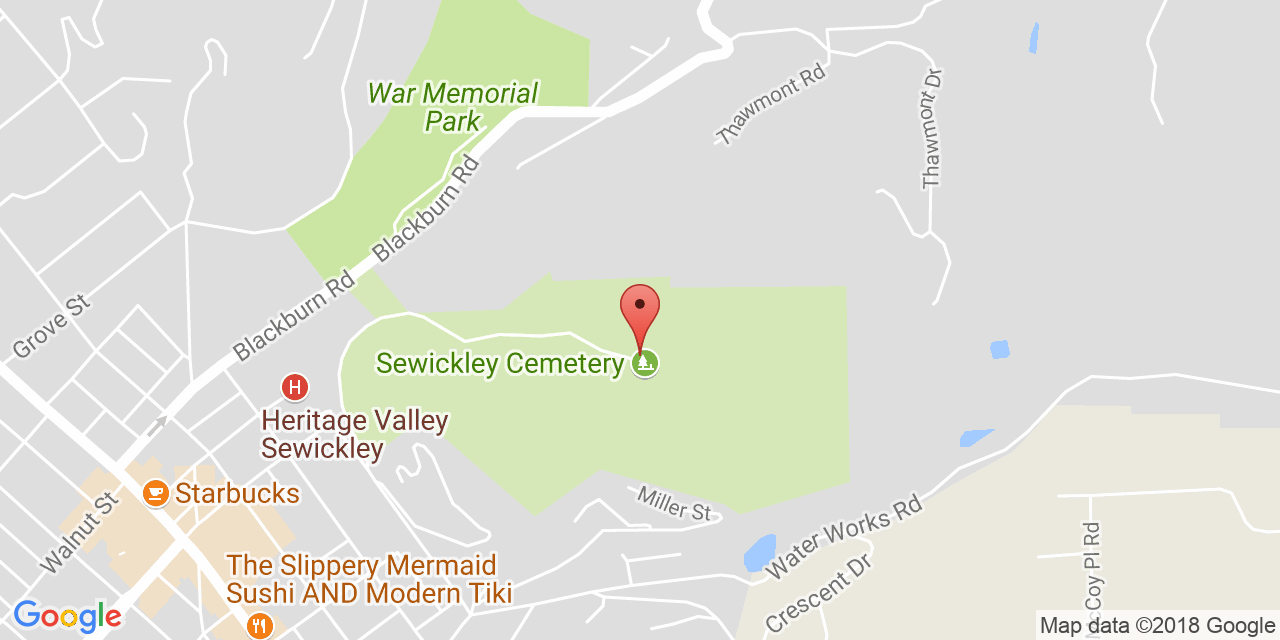 War Memorial
Park
Thawmont Rd
Thawmont Dr
Blackburn Rd
Blackburn Rd
Grove St
Sewickley Cemetery
H
Heritage Valley
Sewickley
Starbucks
Walnut St
Miller St
Water Works Rd
Crescent Dr
McCoy Pl Rd
The Slippery Mermaid
Sushi AND Modern Tiki
Google
Map data ©2018 Google